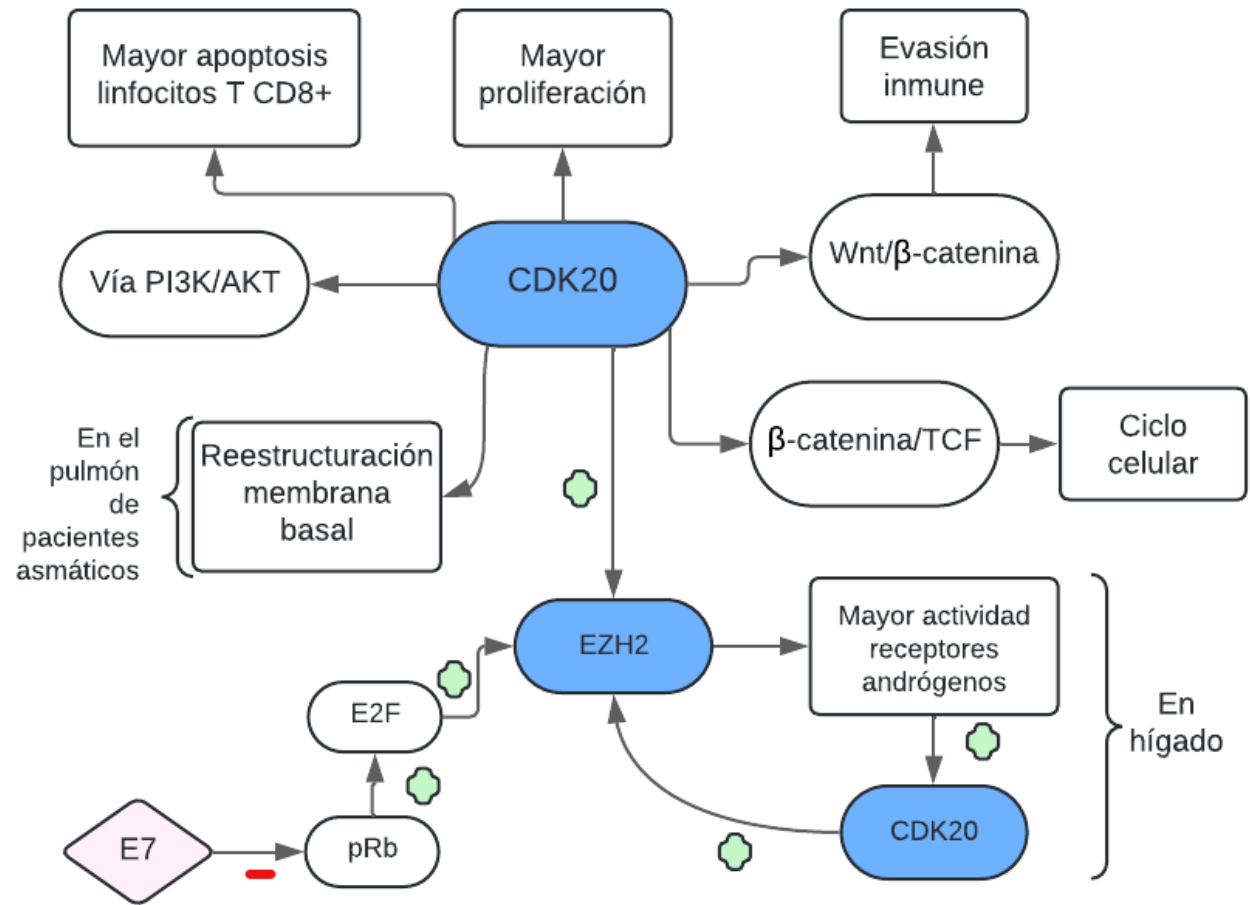 Mayor apoptosis
linfocitos T CD8+
Mayor
proliferación
Evasión
inmune
Vía PI3K/AKT
CDK20
Wnt/β-catenina
En el
pulmón
de
pacientes
asmáticos
Reestructuración
membrana
basal
β-catenina/TCF
Ciclo
celular
EZH2
Mayor actividad
receptores
andrógenos
En
hígado
E2F
E7
pRb
CDK20